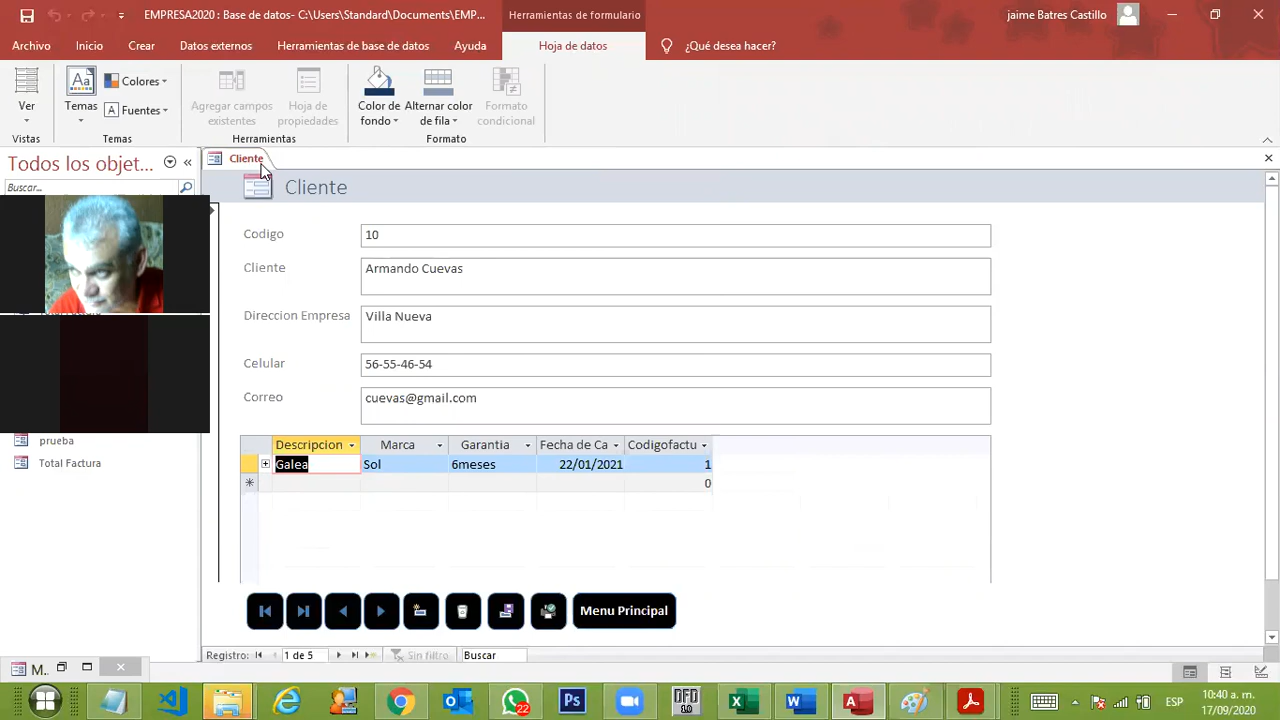 EMPRESA2020 : Base de datos- C:\Users\Standard\Documents\EMP...
Herramientas de formulario
jaime Batres Castillo
Archivo
Inicio
Crear
Datos externos
Herramientas de base de datos
Ayuda
Hoja de datos
¿Qué desea hacer?
Ver
Temas
Colores
Fuentes
Agregar campos existentes
Hoja de propiedades
Color de fondo
Alternar color de fila
Formato condicional
Vistas
Temas
Herramientas
Formato
Todos los objet...
Buscar...
prueba
Total Factura
Cliente
Cliente
Codigo
10
Cliente
Armando Cuevas
Direccion Empresa
Villa Nueva
Celular
56-55-46-54
Correo
cuevas@gmail.com
Descripcion
Marca
Garantia
Fecha de Ca
Codigofactu
Galea
Sol
6meses
22/01/2021
1
0
Menu Principal
Registro:
1 de 5
Sin filtro
Buscar
M..
22
DFD
ESP
10:40 a. m.
17/09/2020